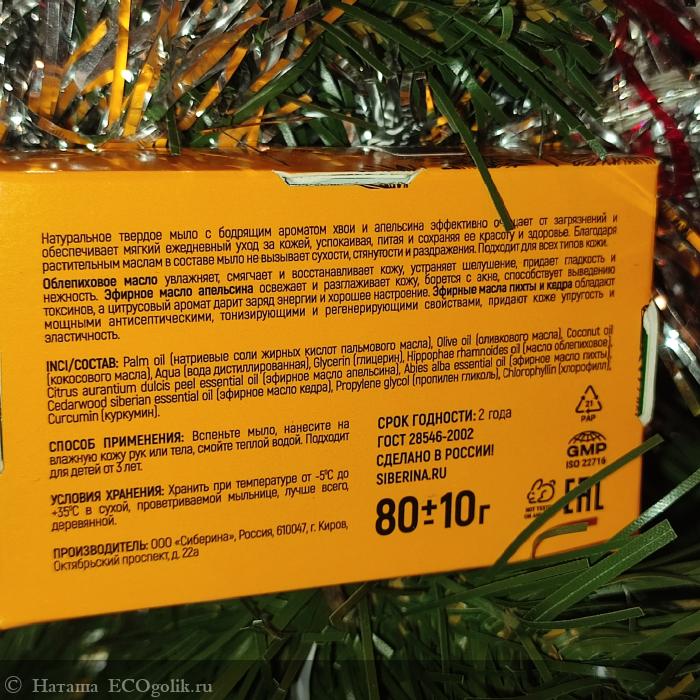 Натуральное твердое мыло с бодрящим ароматом хвои и апельсина эффективно очищает от загрязнений и
обеспечивает мягкий ежедневный уход за кожей, успокаивая, питая и сохраняя ее красоту и здоровье. Благодаря
растительным маслам в составе мыло не вызывает сухости, стянутости и раздражения. Подходит для всех типов кожи.
Облепиховое масло увлажняет, смягчает и восстанавливает кожу, устраняет шелушение, придает гладкость и
нежность. Эфирное масло апельсина освежает и разглаживает кожу, борется с акне, способствует выведению
токсинов, а цитрусовый аромат дарит заряд энергии и хорошее настроение. Эфирные масла пихты и кедра обладают
мощными антисептическими, тонизирующими и регенерирующими свойствами, придают коже упругость и
эластичность.
INCI/СОСТАВ: Palm oil (натриевые соли жирных кислот пальмового масла), Olive oil (оливкового масла), Coconut oil
(кокосового масла), Aqua (вода дистиллированная), Glycerin (глицерин), Hippophae rhamnoides oil (масло облепиховое),
Citrus aurantium dulcis peel essential oil (эфирное масло апельсина), Abies alba essential oil (эфирное масло пихты),
Cedarwood siberian essential oil (эфирное масло кедра), Propylene glycol (пропилен гликоль), Chlorophyllin (хлорофилл),
Curcumin (куркумин).
СПОСОБ ПРИМЕНЕНИЯ: Вспеньте мыло, нанесите на
влажную кожу рук или тела, смойте теплой водой. Подходит
для детей от 3 лет.
УСЛОВИЯ ХРАНЕНИЯ: Хранить при температуре от -5°С до
+35°С в сухой, проветриваемой мыльнице, лучше всего,
деревянной.
ПРОИЗВОДИТЕЛЬ: ООО «Сиберина», Россия, 610047, г. Киров,
Октябрьский проспект, д. 22а
СРОК ГОДНОСТИ: 2 года
ГОСТ 28546-2002
СДЕЛАНО В РОССИИ!
SIBERINA.RU
80±10г
21
PAP
GMP
ISO 22716
NOT TESTED
EAC
© Наташа ECOgolik.ru